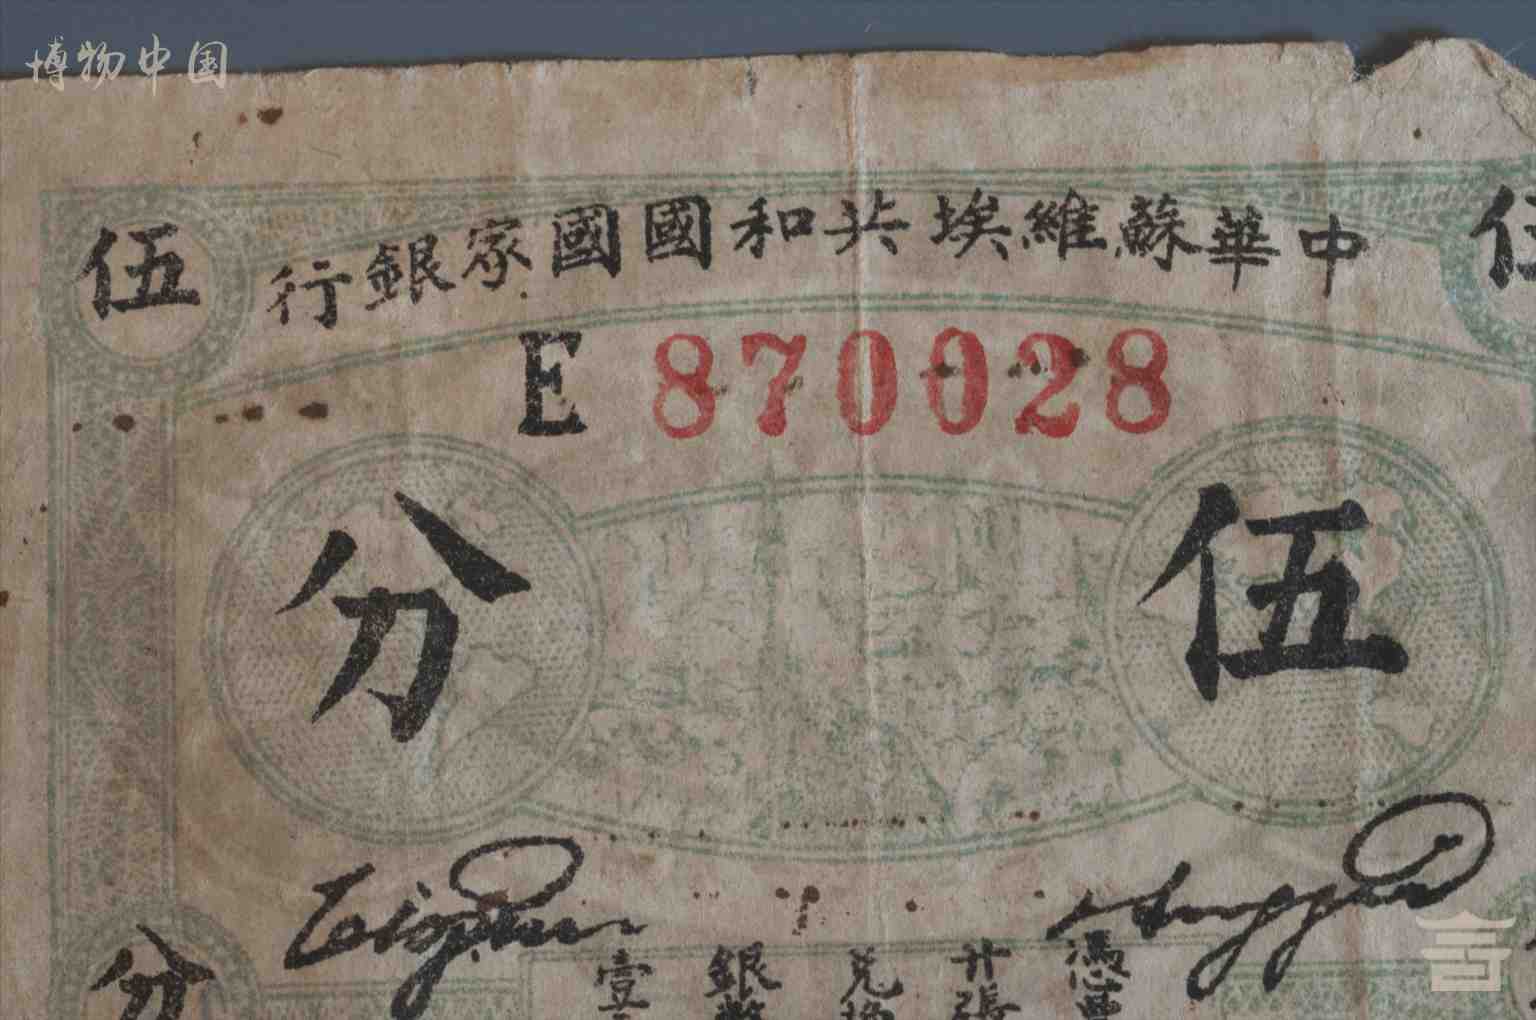 博物中国
中華蘇維埃共和國國家銀行
伍
伍
E 870028
伍分
分
憑票
廿張
兌換
銀幣
壹